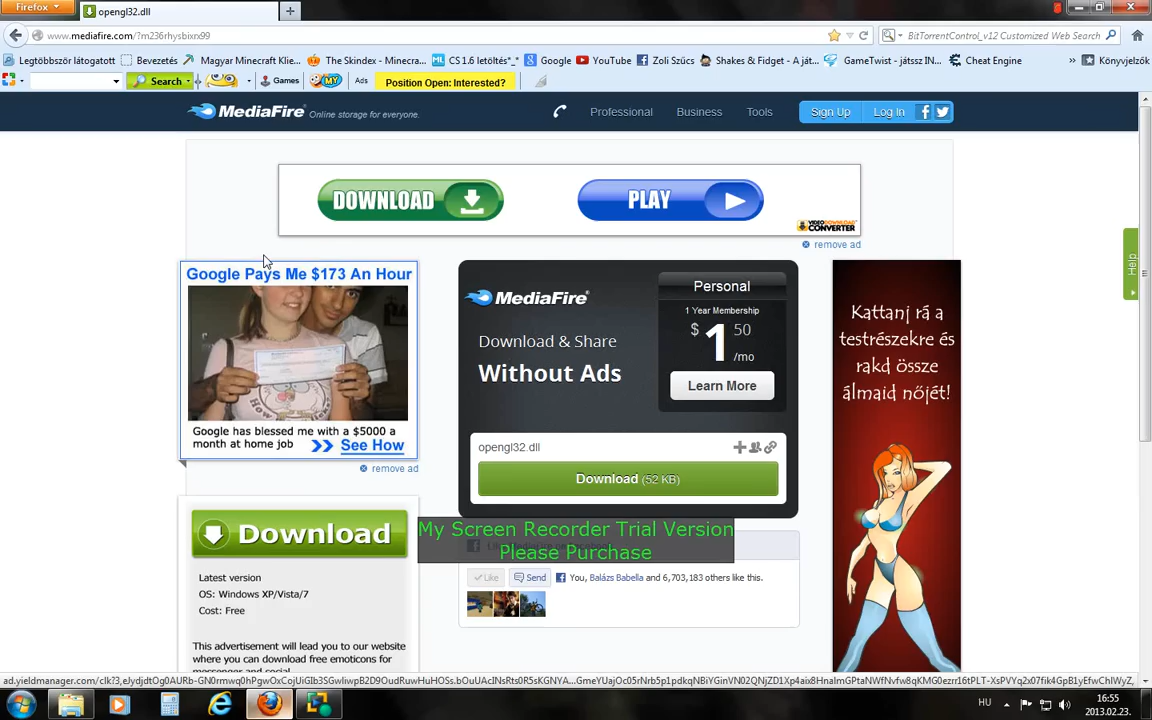 Firefox
opengl32.dll
www.mediafire.com/?m236rhysbixn99
BitTorrentControl_v12 Customized Web Search
Legtöbbször látogatott
Bevezetés
Magyar Minecraft Klie...
The Skindex - Minecra...
CS 1.6 letöltés*_*
Google
YouTube
Zoli Szűcs
Shakes & Fidget - A ját...
GameTwist - játssz IN...
Cheat Engine
»
Könyvjelzők
Search
Games
MY
Ads
Position Open: Interested?
MediaFire
Online storage for everyone.
Professional
Business
Tools
Sign Up
Log In
DOWNLOAD
PLAY
VIDEO DOWNLOAD
CONVERTER
remove ad
Help
Google Pays Me $173 An Hour
Google has blessed me with a $5000 a
month at home job
>> See How
remove ad
MediaFire
Download & Share
Without Ads
Personal
1 Year Membership
$ 1 50
/mo
Learn More
opengl32.dll
Download (52 KB)
Kattanj rá a
testrészekre és
rakd össze
álmaid nőjét!
My Screen Recorder Trial Version
Please Purchase
Download
Like
Send
You, Balázs Babella and 6,703,183 others like this.
Latest version
OS: Windows XP/Vista/7
Cost: Free
This advertisement will lead you to our website
where you can download free emoticons for
HU
16:55
2013.02.23.